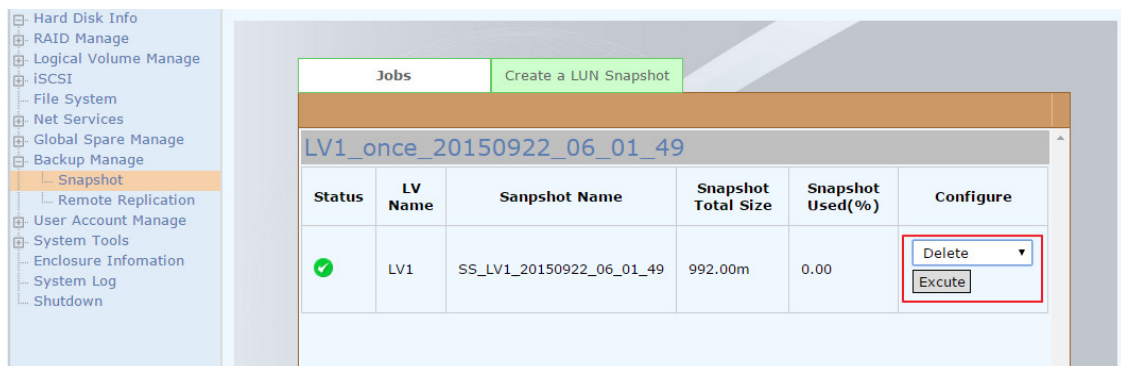 Hard Disk Info
RAID Manage
Logical Volume Manage
iSCSI
File System
Net Services
Global Spare Manage
Backup Manage
Snapshot
Remote Replication
User Account Manage
System Tools
Enclosure Infomation
System Log
Shutdown
Jobs
Create a LUN Snapshot
LV1_once_20150922_06_01_49
Status
LV
Name
Sanpshot Name
Snapshot
Total Size
Snapshot
Used(%)
Configure
LV1
SS_LV1_20150922_06_01_49
992.00m
0.00
Delete
Excute